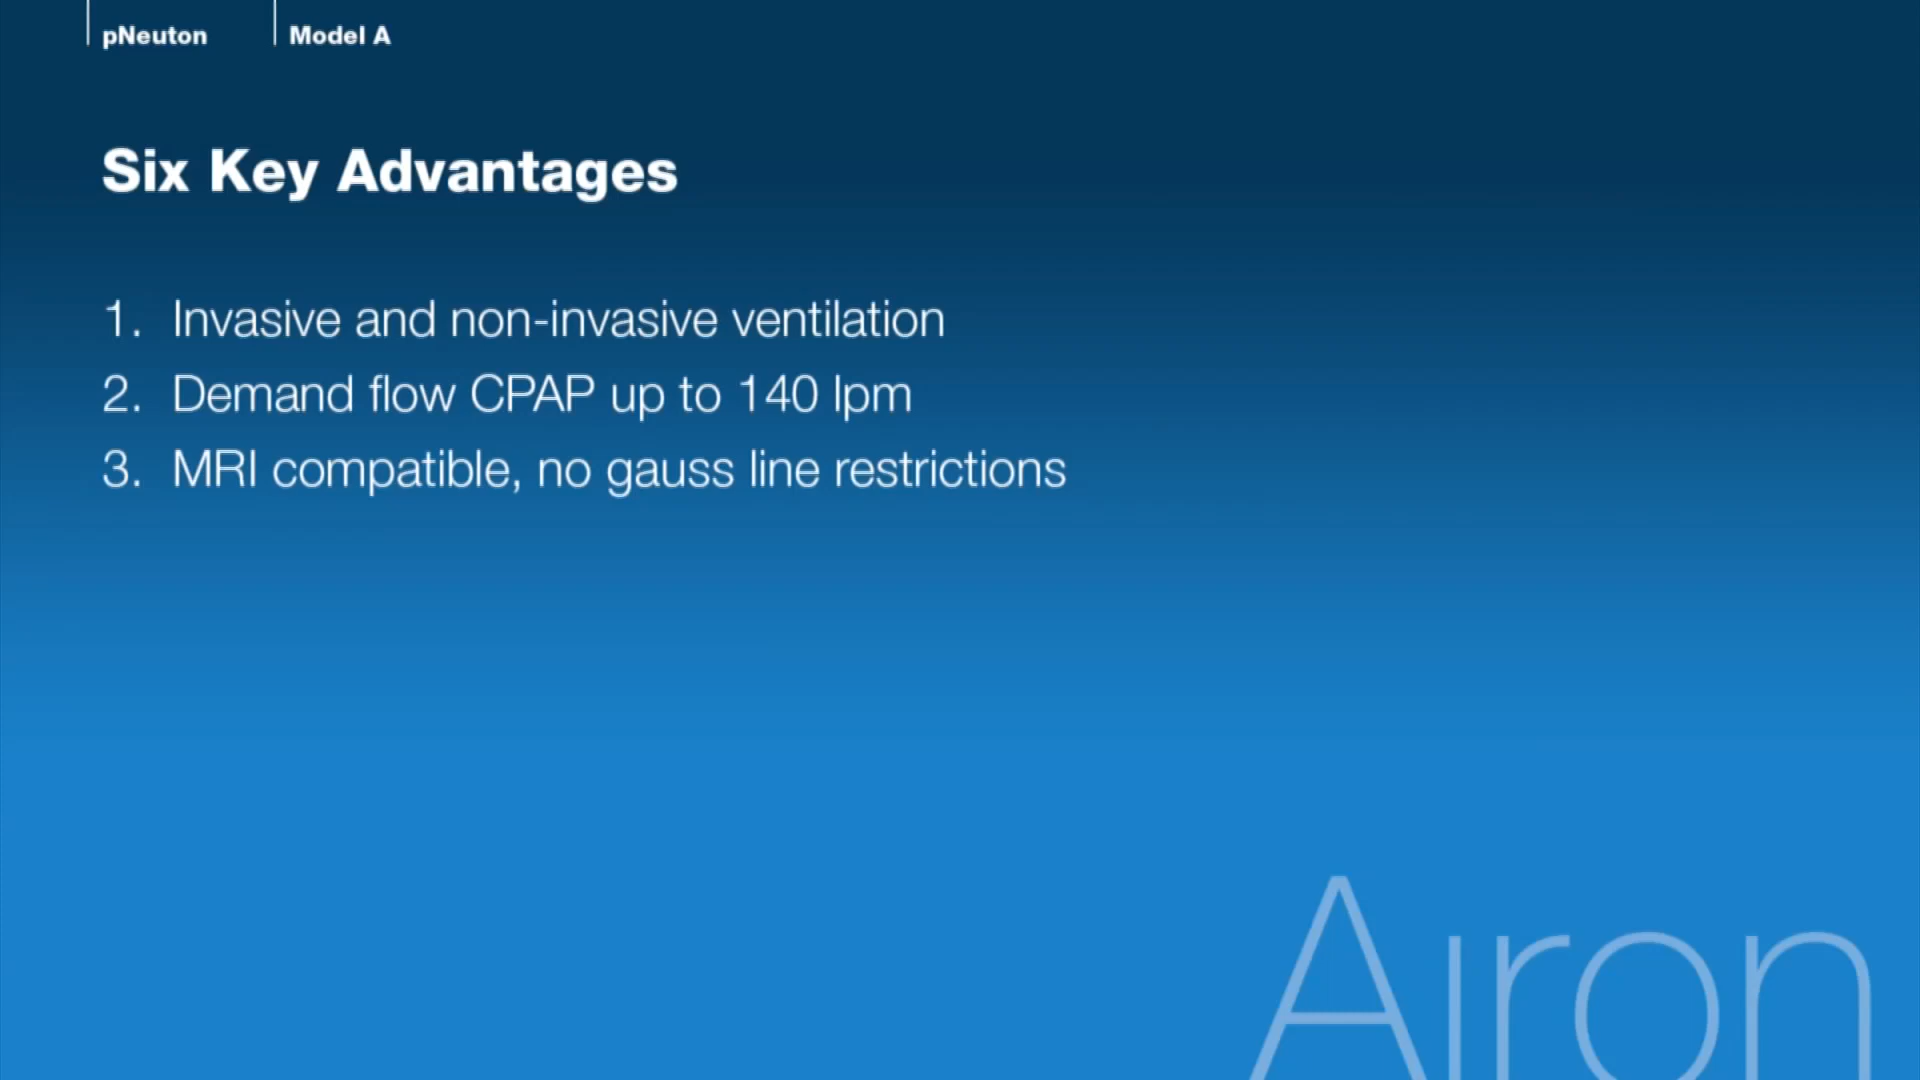 pNeuton Model A
Six Key Advantages
1. Invasive and non-invasive ventilation
2. Demand flow CPAP up to 140 lpm
3. MRI compatible, no gauss line restrictions
Airon